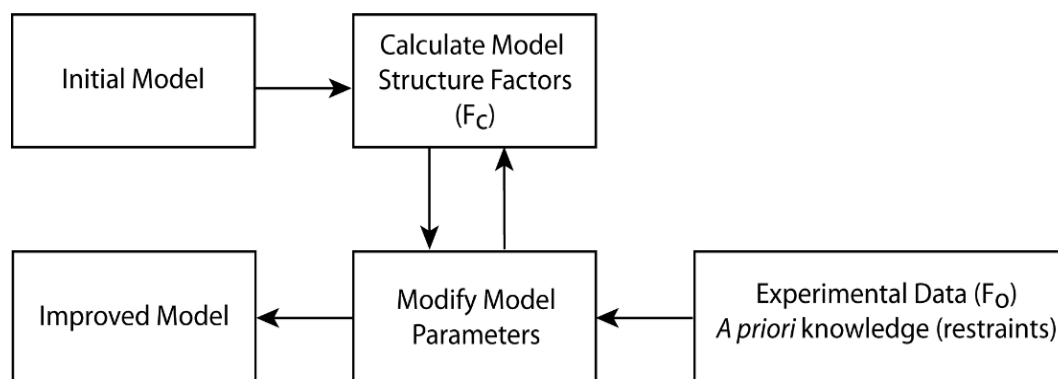 Initial Model
Calculate Model
Structure Factors
(Fc)
Improved Model
Modify Model
Parameters
Experimental Data (Fo)
A priori knowledge (restraints)